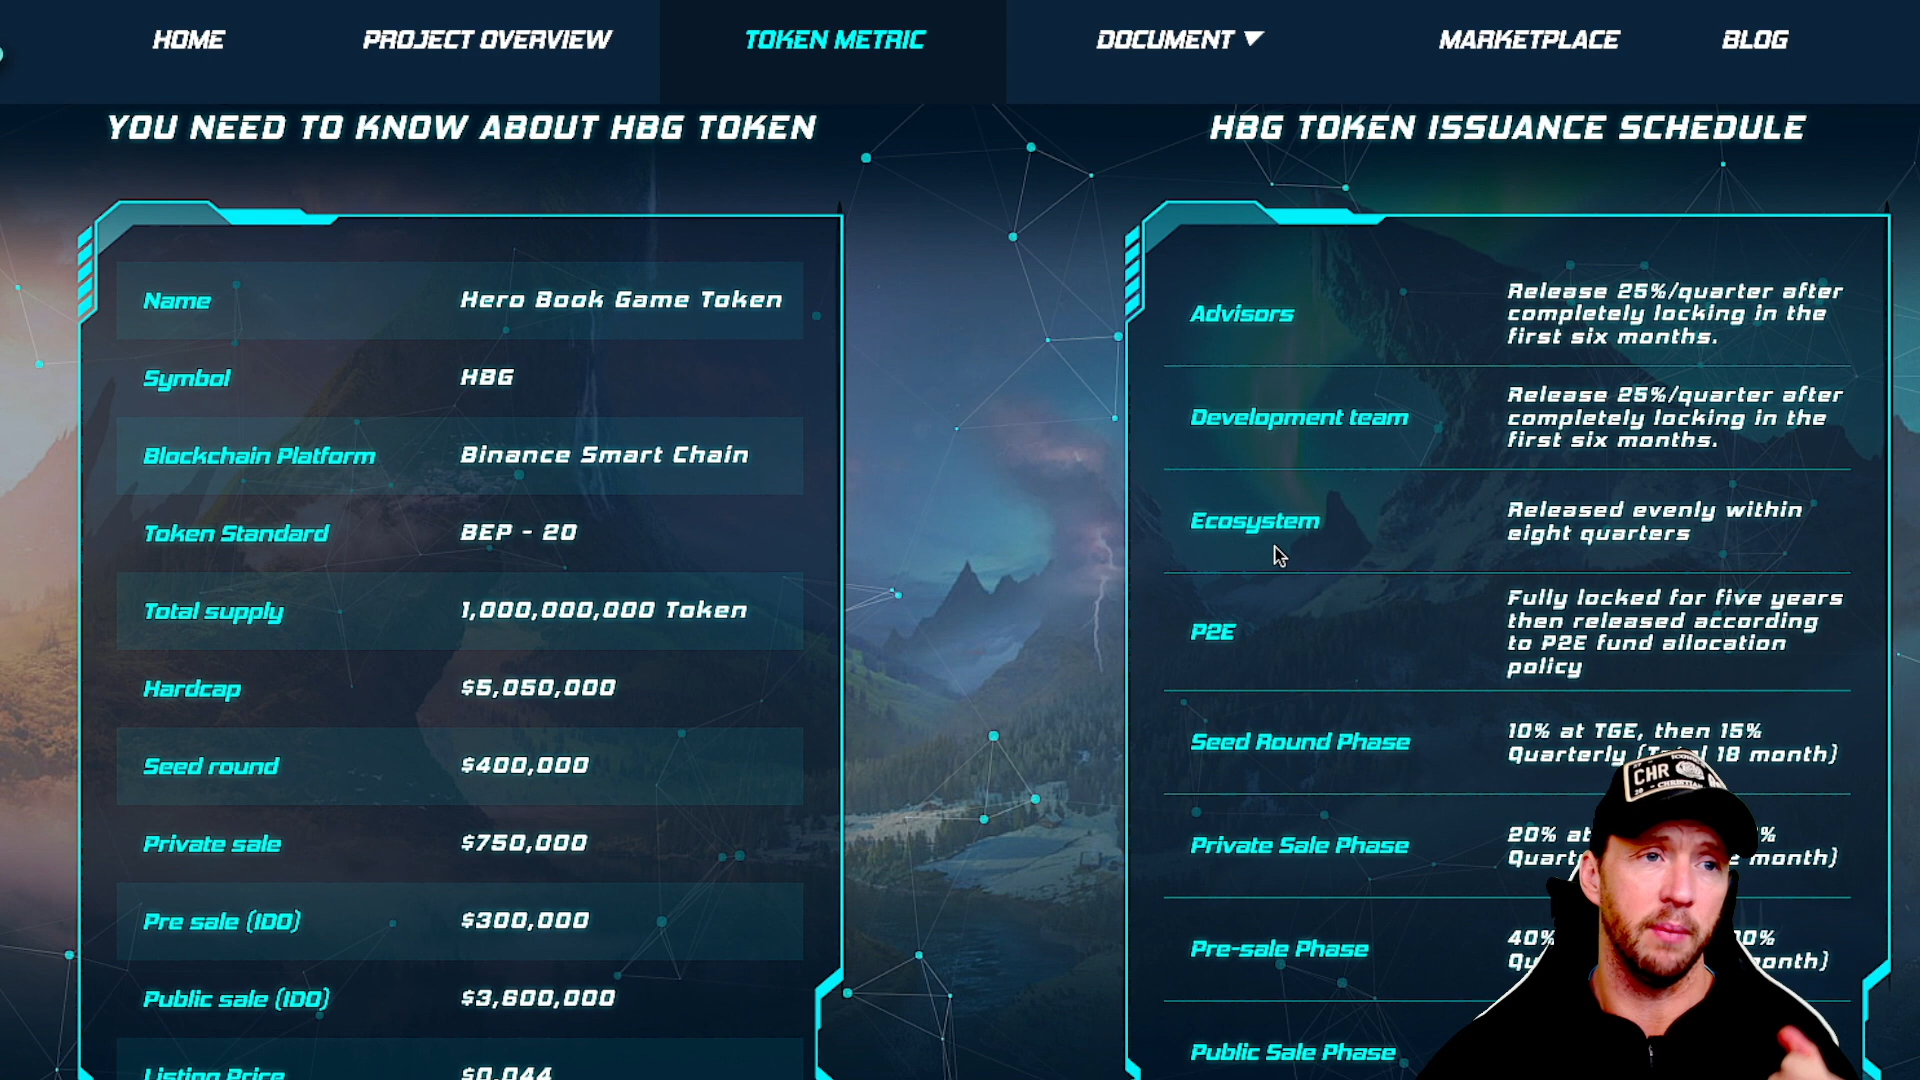 HOME PROJECT OVERVIEW TOKEN METRIC DOCUMENT MARKETPLACE BLOG
YOU NEED TO KNOW ABOUT HBG TOKEN
Name Hero Book Game Token
Symbol HBG
Blockchain Platform Binance Smart Chain
Token Standard BEP - 20
Total supply 1,000,000,000 Token
Hardcap $5,050,000
Seed round $400,000
Private sale $750,000
Pre sale (IDO) $300,000
Public sale (IDO) $3,600,000
Listing Price $0.044
HBG TOKEN ISSUANCE SCHEDULE
Advisors
Release 25%/quarter after
completely locking in the
first six months.
Development team
Release 25%/quarter after
completely locking in the
first six months.
Ecosystem
Released evenly within
eight quarters
P2E
Fully locked for five years
then released according
to P2E fund allocation
policy
Seed Round Phase
10% at TGE, then 15%
Quarterly 18 month)
Private Sale Phase
20%
month)
Pre-sale Phase
40%
Public Sale Phase
CHR